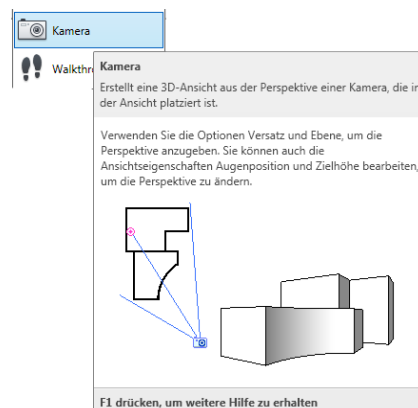 Kamera
Walkthr
Kamera
Erstellt eine 3D-Ansicht aus der Perspektive einer Kamera, die in
der Ansicht platziert ist.
Verwenden Sie die Optionen Versatz und Ebene, um die
Perspektive anzugeben. Sie können auch die
Ansichtseigenschaften Augenposition und Zielhöhe bearbeiten,
um die Perspektive zu ändern.
F1 drücken, um weitere Hilfe zu erhalten